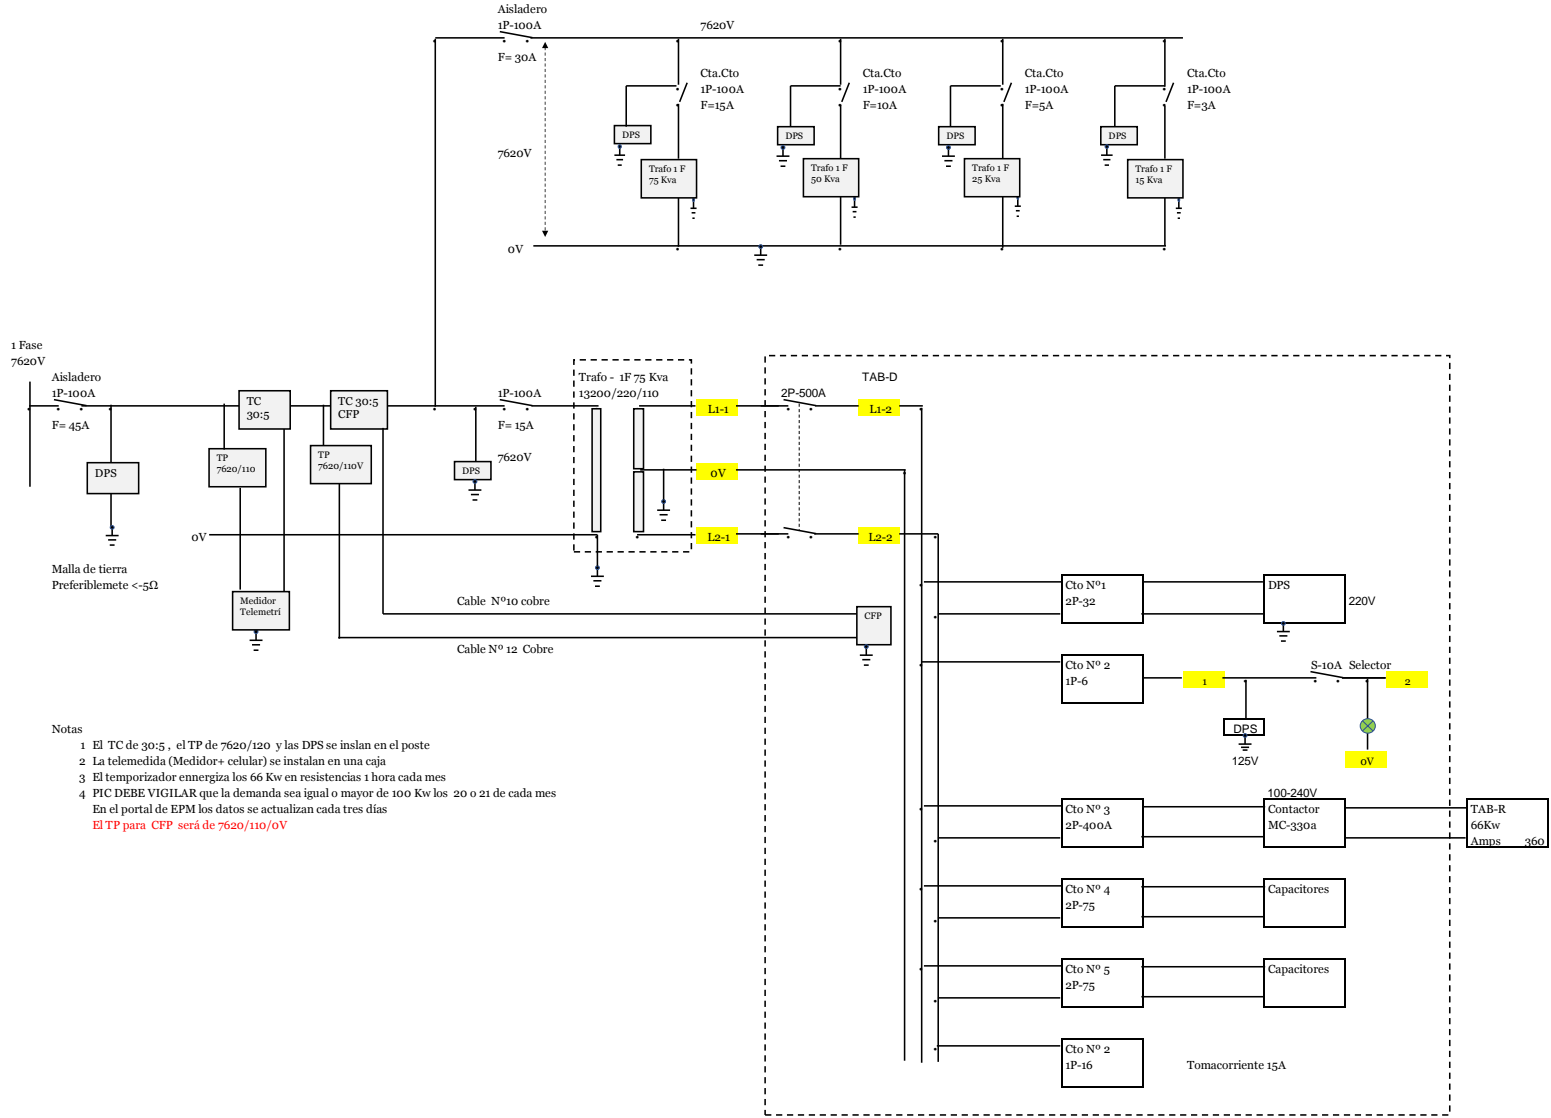 Aisladero
1P-100A
F= 30A
7620V
Cta.Cto
1P-100A
F=15A
Cta.Cto
1P-100A
F=10A
Cta.Cto
1P-100A
F=5A
Cta.Cto
1P-100A
F=3A
DPS
DPS
DPS
DPS
7620V
Trafo 1 F
75 Kva
Trafo 1 F
50 Kva
Trafo 1 F
25 Kva
Trafo 1 F
15 Kva
0V
1 Fase
7620V
Aisladero
1P-100A
F= 45A
TC
30:5
TC 30:5
CFP
1P-100A
F= 15A
7620V
Trafo - 1F 75 Kva
13200/220/110
L1-1
2P-500A
TAB-D
L1-2
DPS
TP
7620/110
TP
7620/110V
DPS
0V
0V
L2-1
L2-2
Malla de tierra
Preferiblemete <-5Ω
Medidor
Telemetrí
Cable Nº10 cobre
CFP
Cable Nº 12 Cobre
Cto Nº1
2P-32
DPS
220V
Cto Nº 2
1P-6
1
S-10A Selector
2
DPS
125V
0V
Notas
1 El TC de 30:5 , el TP de 7620/120 y las DPS se inslan en el poste
2 La telemedida (Medidor+ celular) se instalan en una caja
3 El temporizador ennergiza los 66 Kw en resistencias 1 hora cada mes
4 PIC DEBE VIGILAR que la demanda sea igual o mayor de 100 Kw los 20 o 21 de cada mes
En el portal de EPM los datos se actualizan cada tres días
El TP para CFP será de 7620/110/0V
Cto Nº 3
2P-400A
100-240V
Contactor
MC-330a
TAB-R
66Kw
Amps 360
Cto Nº 4
2P-75
Capacitores
Cto Nº 5
2P-75
Capacitores
Cto Nº 2
1P-16
Tomacorriente 15A